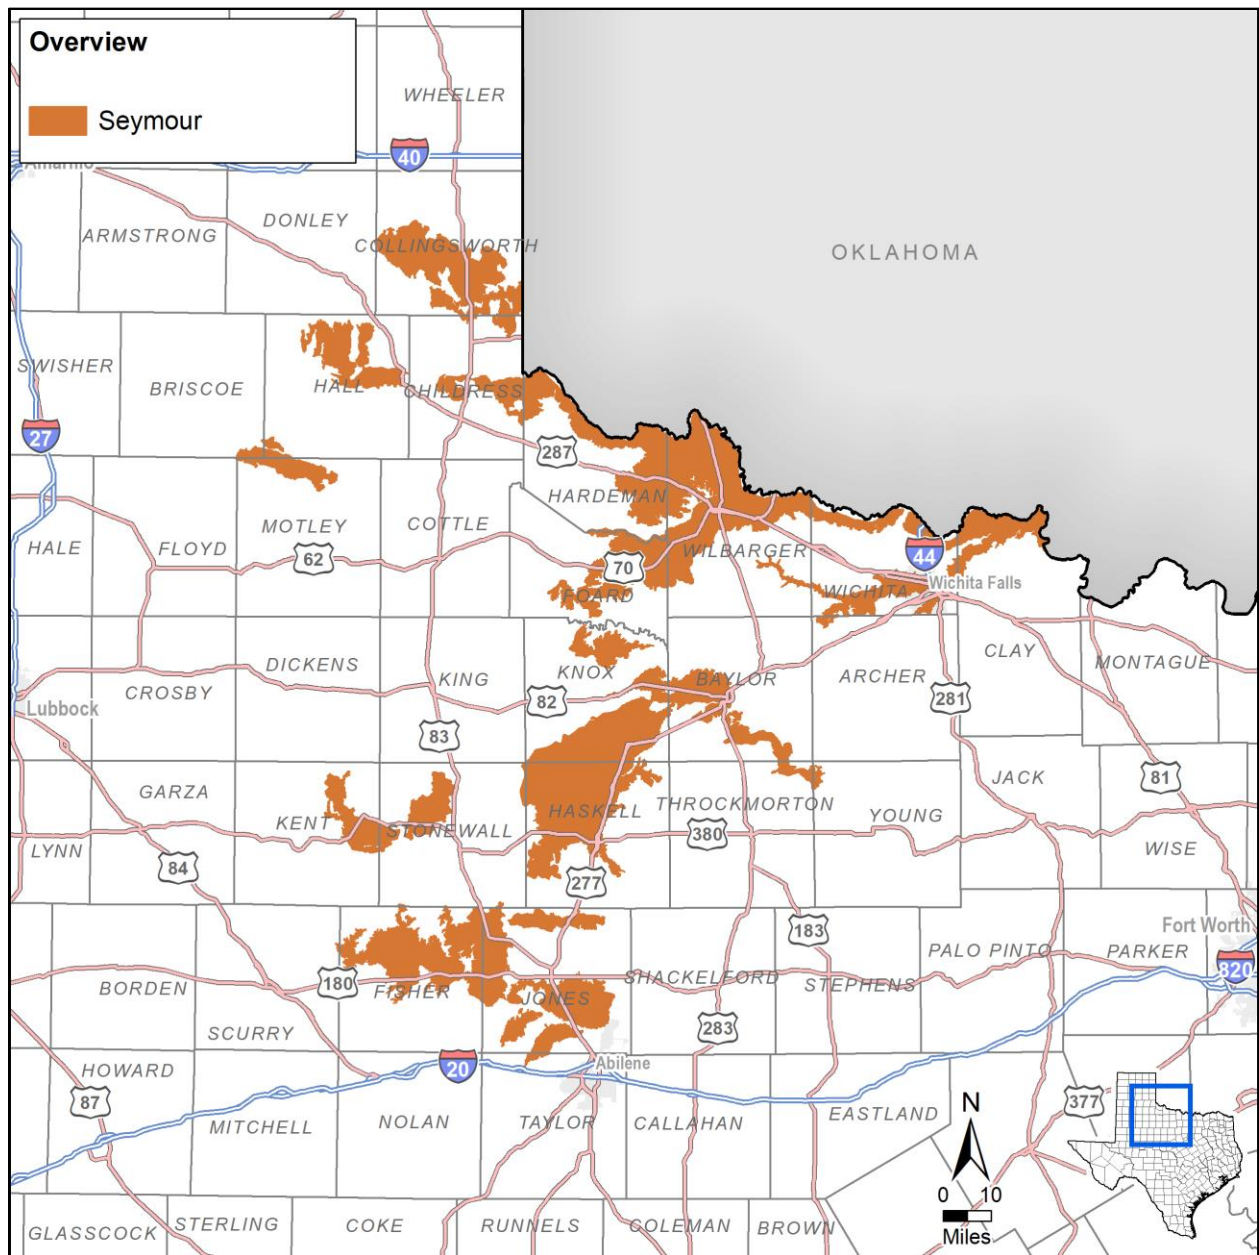 Overview
Seymour
WHEELER
40
Amarillo
DONLEY
ARMSTRONG
COLLINGSWORTH
OKLAHOMA
SWISHER
BRISCOE
HALL
CHILDRESS
27
287
HARDEMAN
MOTLEY
COTTLE
HALE
FLOYD
62
70
WILBARGER
44
FOARD
WICHITA
Wichita Falls
DICKENS
KING
KNOX
BAYLOR
ARCHER
CLAY
MONTAGUE
CROSBY
Lubbock
82
281
83
GARZA
KENT
STONEWALL
HASKELL
THROCKMORTON
YOUNG
JACK
81
LYNN
84
380
WISE
277
183
PALO PINTO
PARKER
Fort Worth
820
BORDEN
180
FISHER
JONES
SHACKELFORD
STEPHENS
SCURRY
283
HOWARD
20
Abilene
87
MITCHELL
NOLAN
TAYLOR
CALLAHAN
EASTLAND
377
N
0 10
Miles
GLASSCOCK
STERLING
COKE
RUNNELS
COLEMAN
BROWN